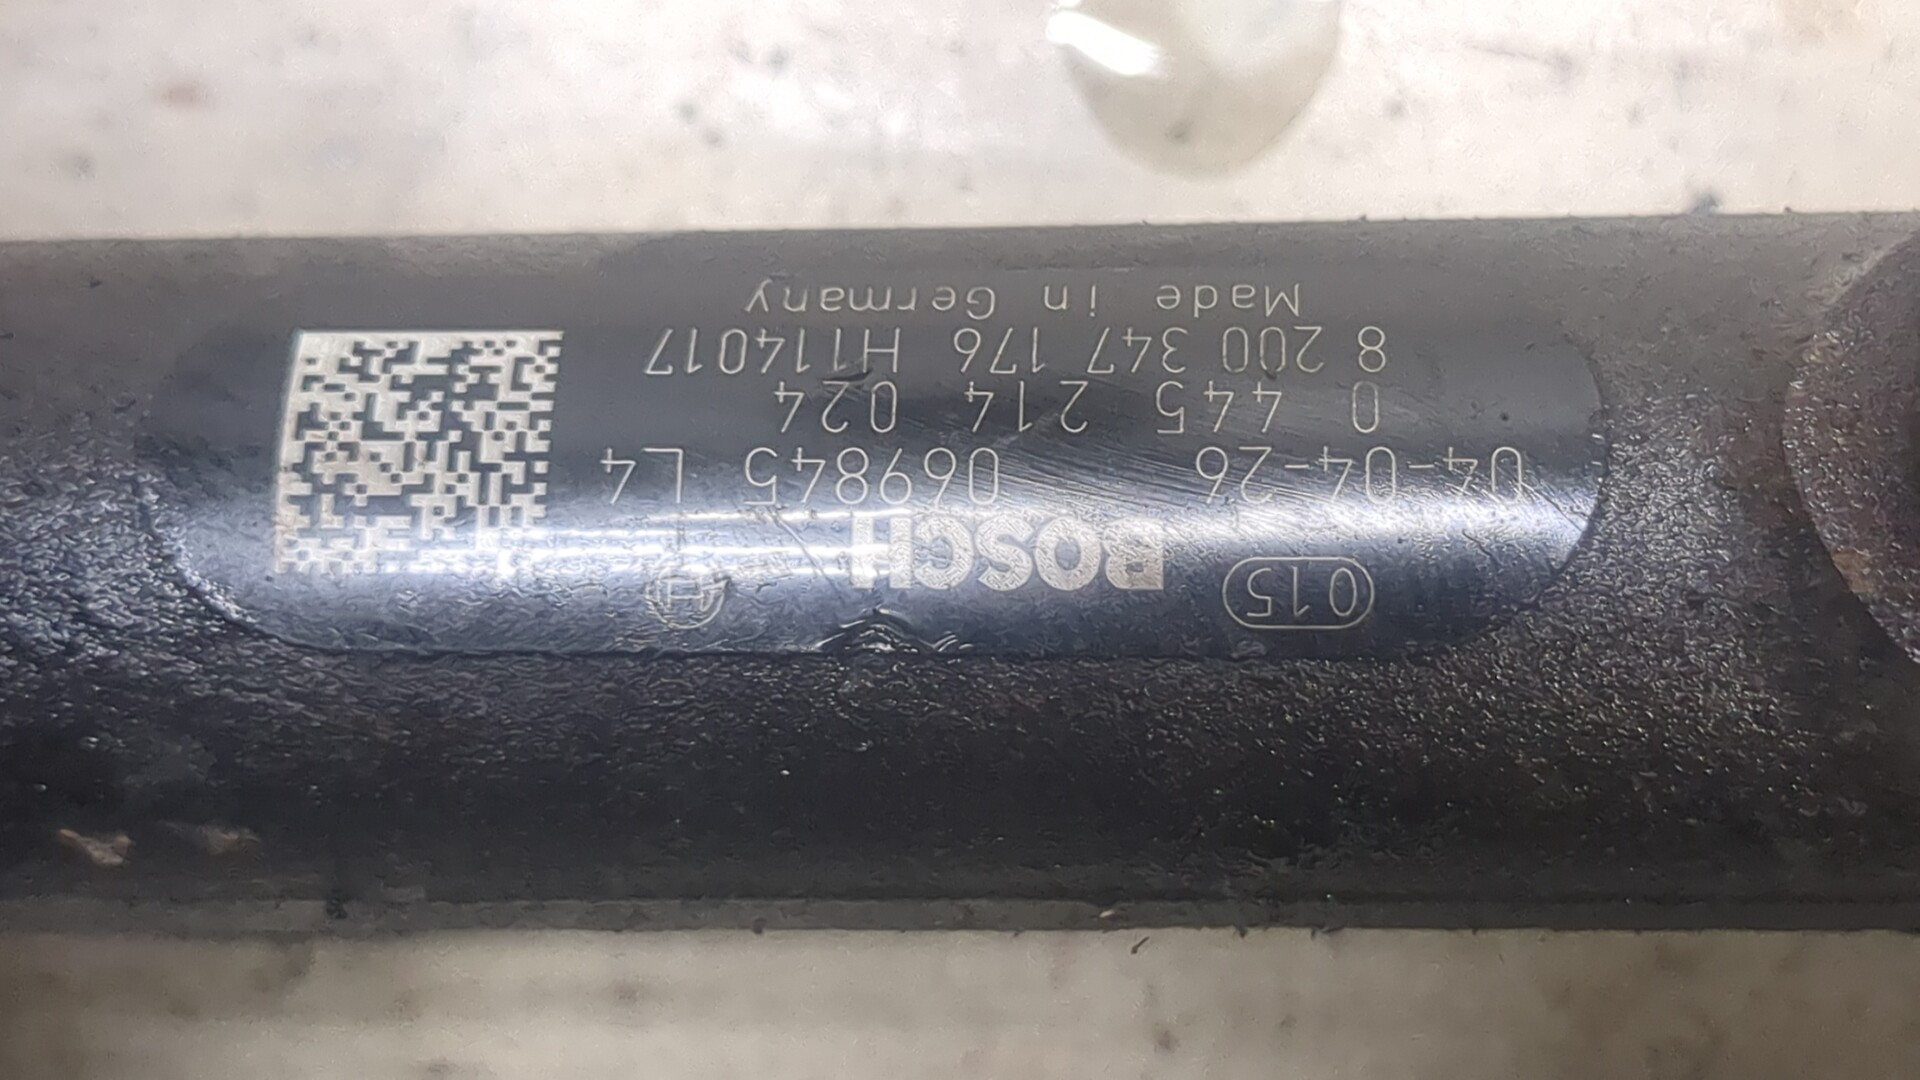 015 BOSCH
04-04-26 069845 L4
0 445 214 024
8 200 347 176 H114017
Made in Germany